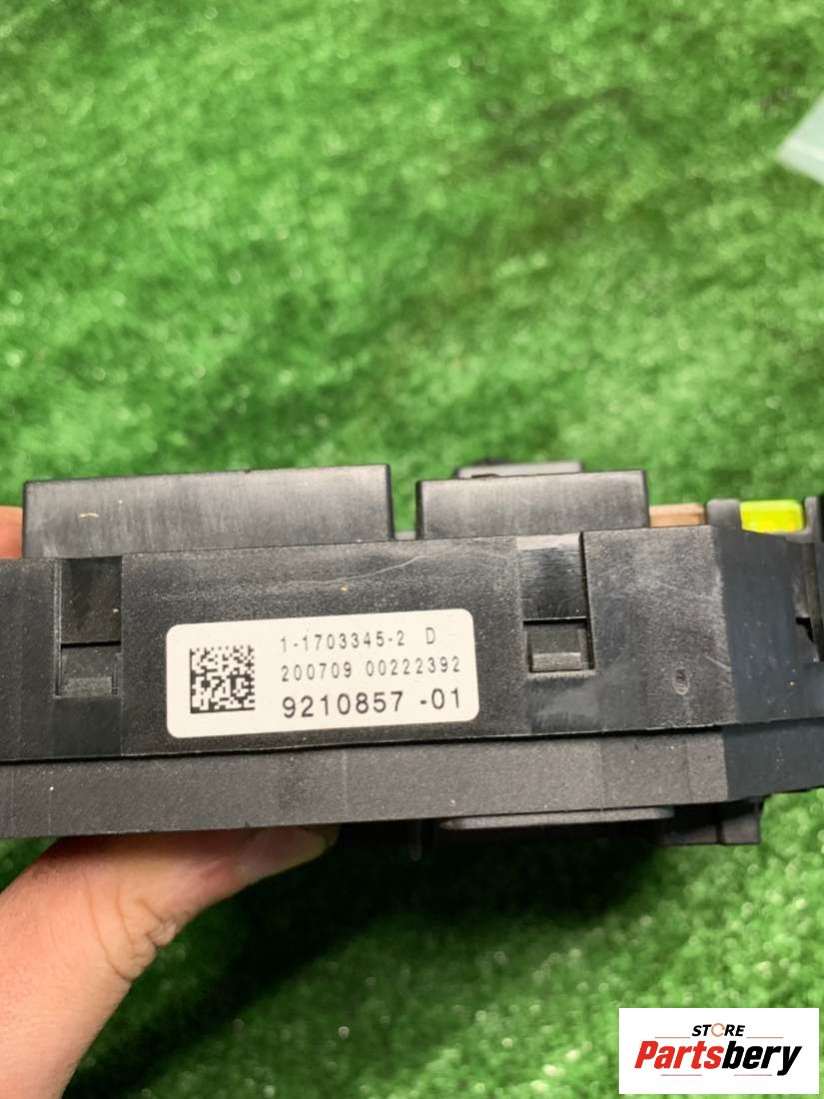 1-1703345-2 D
200709 00222392
9210857 -01
STORE
Partsbery